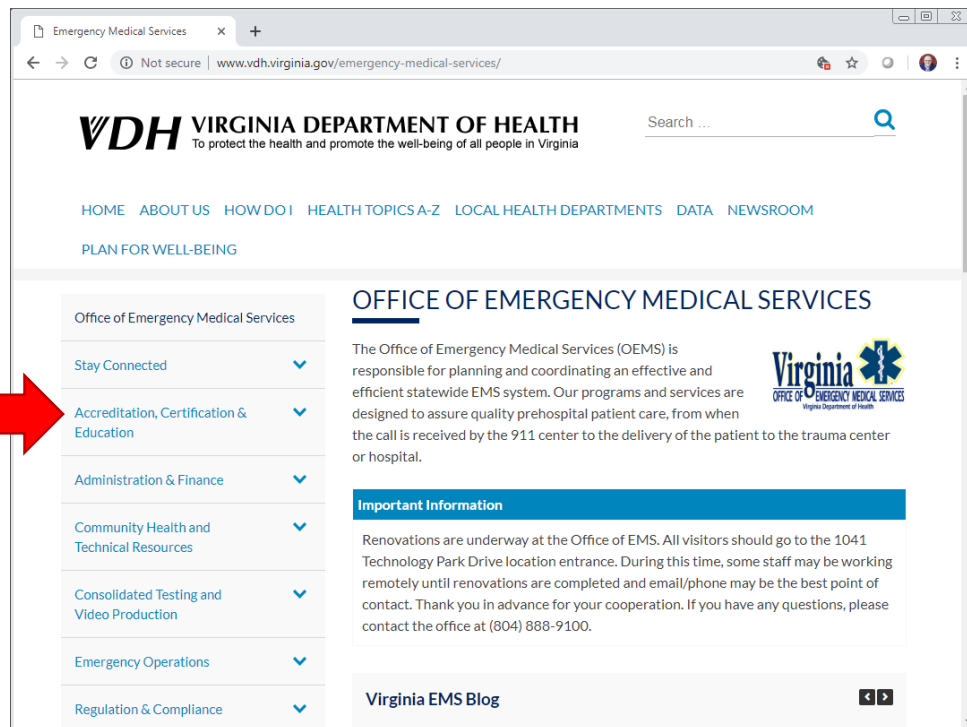 Emergency Medical Services
Not secure | www.vdh.virginia.gov/emergency-medical-services/
VDH VIRGINIA DEPARTMENT OF HEALTH
To protect the health and promote the well-being of all people in Virginia
Search ...
HOME ABOUT US HOW DO I HEALTH TOPICS A-Z LOCAL HEALTH DEPARTMENTS DATA NEWSROOM
PLAN FOR WELL-BEING
Office of Emergency Medical Services
Stay Connected
Accreditation, Certification &
Education
Administration & Finance
Community Health and
Technical Resources
Consolidated Testing and
Video Production
Emergency Operations
Regulation & Compliance
OFFICE OF EMERGENCY MEDICAL SERVICES
The Office of Emergency Medical Services (OEMS) is
responsible for planning and coordinating an effective and
efficient statewide EMS system. Our programs and services are
designed to assure quality prehospital patient care, from when
the call is received by the 911 center to the delivery of the patient to the trauma center
or hospital.
Virginia
OFFICE OF EMERGENCY MEDICAL SERVICES
Virginia Department of Health
Important Information
Renovations are underway at the Office of EMS. All visitors should go to the 1041
Technology Park Drive location entrance. During this time, some staff may be working
remotely until renovations are completed and email/phone may be the best point of
contact. Thank you in advance for your cooperation. If you have any questions, please
contact the office at (804) 888-9100.
Virginia EMS Blog